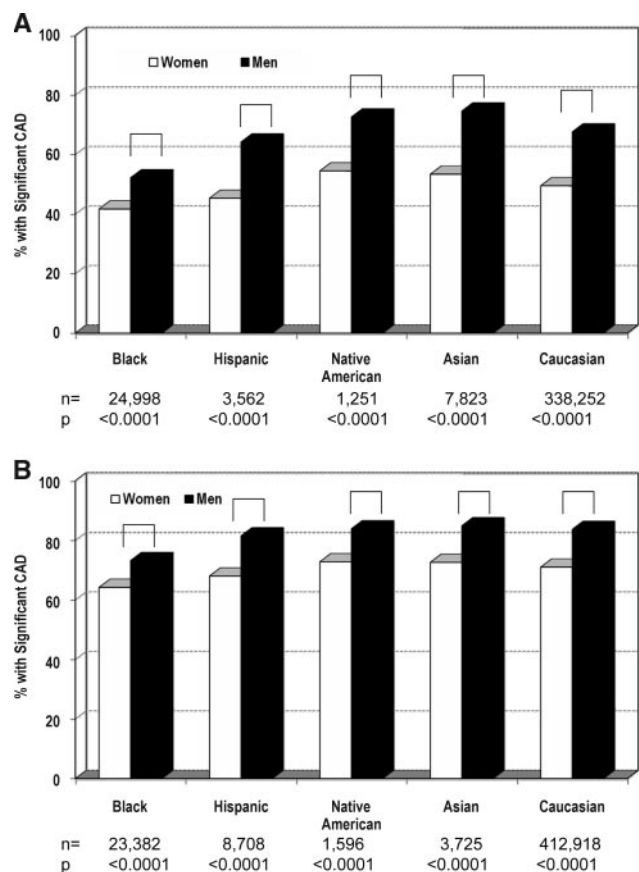 A
100
80
60
40
20
0
% with Significant CAD
Women Men
Black Hispanic Native American Asian Caucasian
n= 24,998 3,562 1,251 7,823 338,252
p <0.0001 <0.0001 <0.0001 <0.0001 <0.0001
B
100
80
60
40
20
0
% with Significant CAD
Women Men
Black Hispanic Native American Asian Caucasian
n= 23,382 8,708 1,596 3,725 412,918
p <0.0001 <0.0001 <0.0001 <0.0001 <0.0001